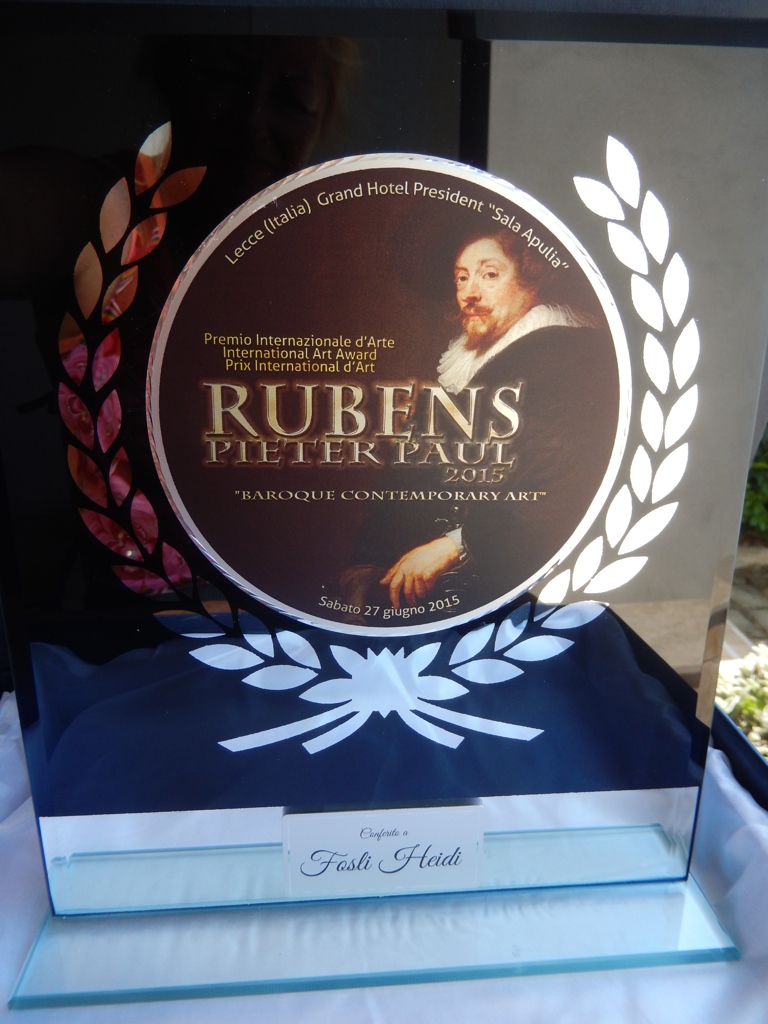 Lecce (Italia) Grand Hotel President "Sala Apulia"
Premio Internazionale d'Arte
International Art Award
Prix International d'Art
RUBENS
PIETER PAUL
2015
"BAROQUE CONTEMPORARY ART"
Sabato 27 giugno 2015
Conferito a
Fosli Heidi